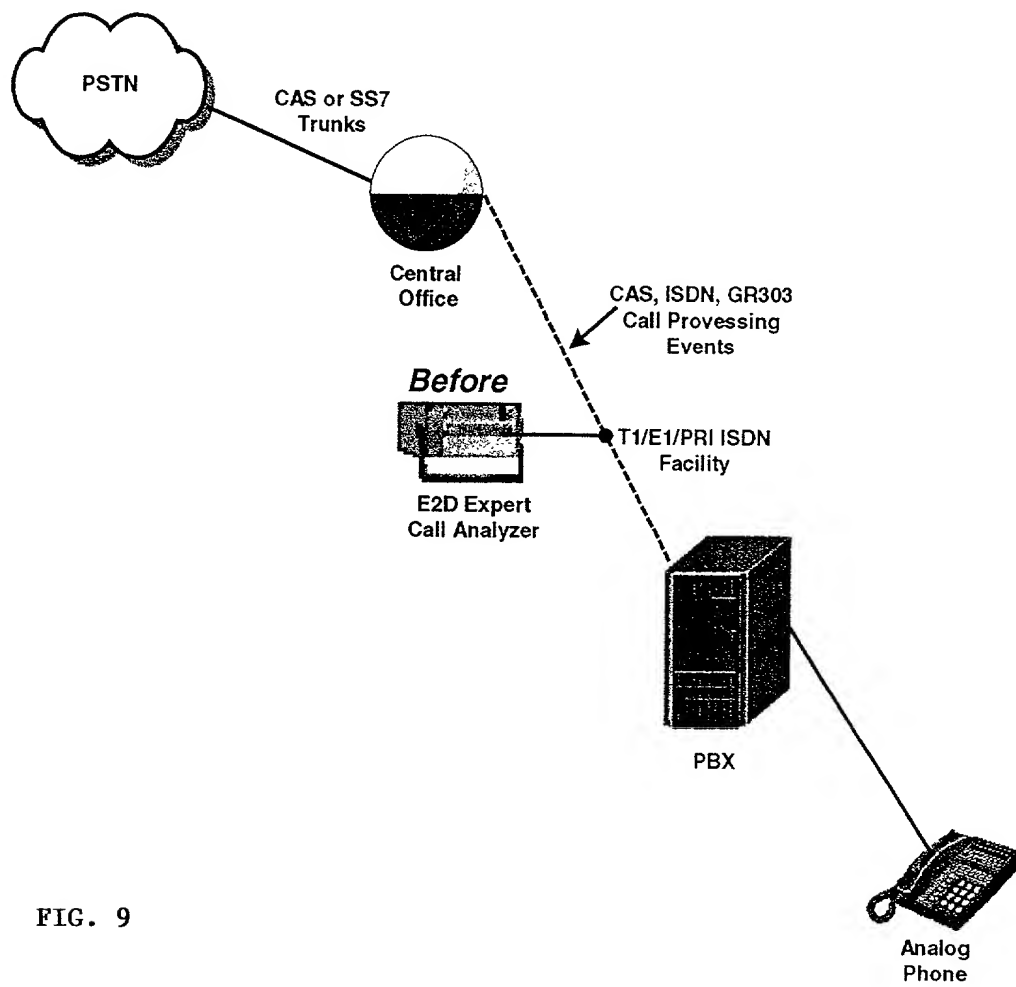 PSTN
CAS or SS7
Trunks
Central
Office
CAS, ISDN, GR303
Call Provessing
Events
Before
T1/E1/PRI ISDN
Facility
E2D Expert
Call Analyzer
PBX
FIG. 9
Analog
Phone